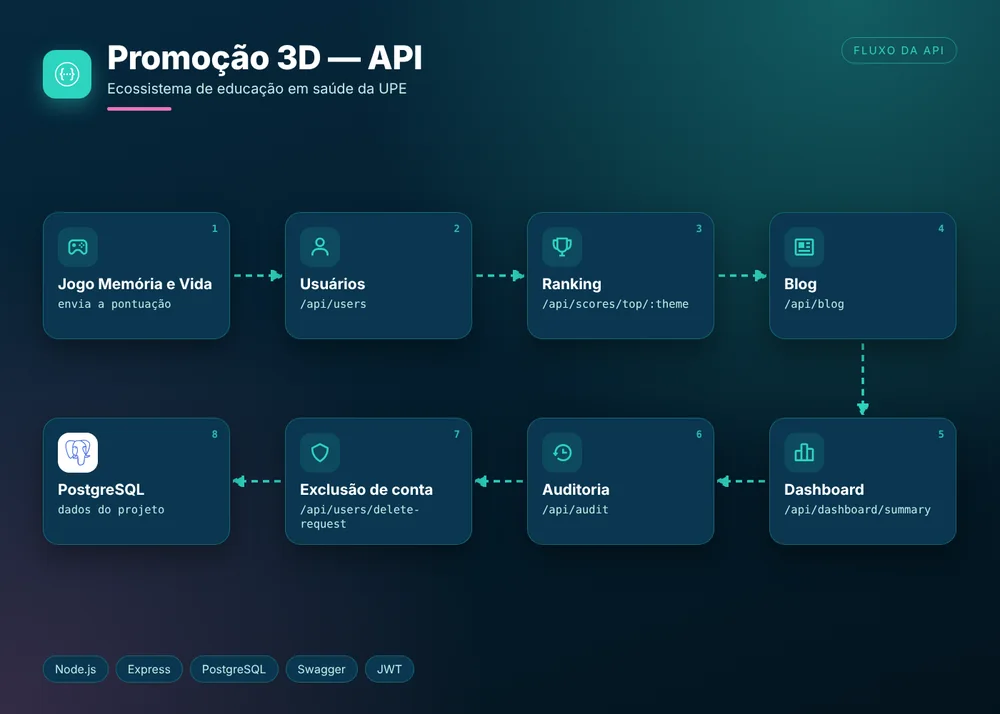 Promoção 3D — API
Ecossistema de educação em saúde da UPE
FLUXO DA API
1
Jogo Memória e Vida
envia a pontuação
2
Usuários
/api/users
3
Ranking
/api/scores/top/:theme
4
Blog
/api/blog
5
Dashboard
/api/dashboard/summary
6
Auditoria
/api/audit
7
Exclusão de conta
/api/users/delete-
request
8
PostgreSQL
dados do projeto
Node.js
Express
PostgreSQL
Swagger
JWT